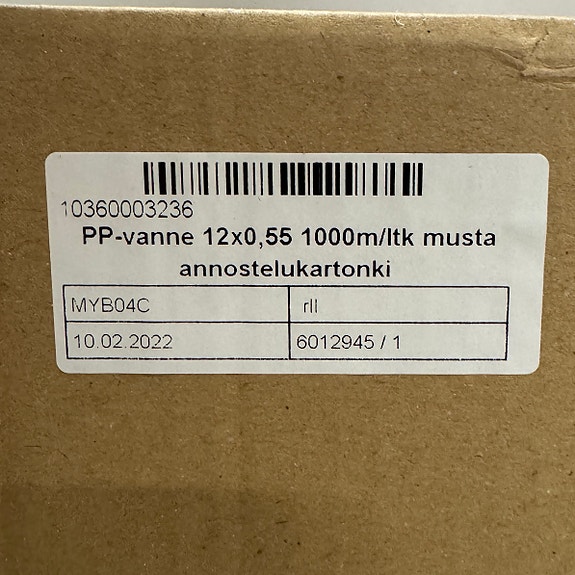 10360003236
PP-vanne 12x0,55 1000m/ltk musta
annostelukartonki
MYB04C rll
10.02.2022 6012945 / 1